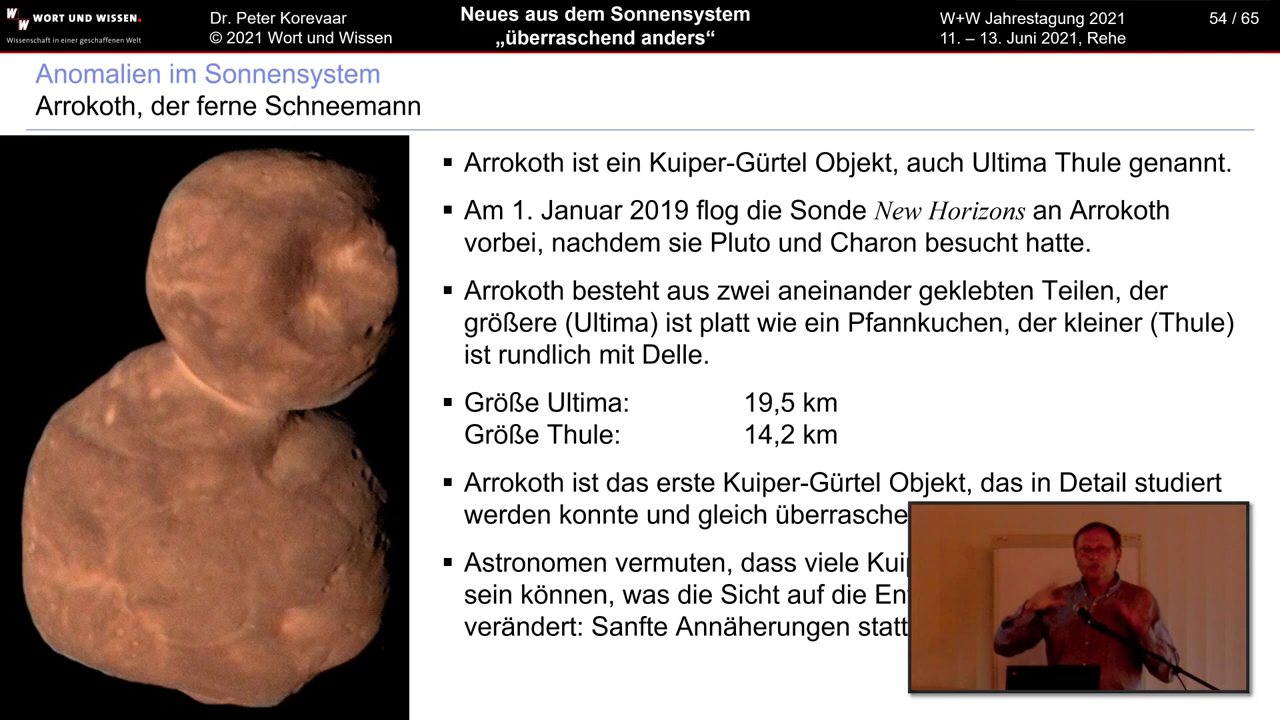 WORT UND WISSEN.
Wissenschaft in einer geschaffenen Welt
Dr. Peter Korevaar
© 2021 Wort und Wissen
Neues aus dem Sonnensystem
„überraschend anders“
W+W Jahrestagung 2021
11. – 13. Juni 2021, Rehe
54 / 65
Anomalien im Sonnensystem
Arrokoth, der ferne Schneemann
▪ Arrokoth ist ein Kuiper-Gürtel Objekt, auch Ultima Thule genannt.
▪ Am 1. Januar 2019 flog die Sonde New Horizons an Arrokoth
vorbei, nachdem sie Pluto und Charon besucht hatte.
▪ Arrokoth besteht aus zwei aneinander geklebten Teilen, der
größere (Ultima) ist platt wie ein Pfannkuchen, der kleiner (Thule)
ist rundlich mit Delle.
▪ Größe Ultima: 19,5 km
Größe Thule: 14,2 km
▪ Arrokoth ist das erste Kuiper-Gürtel Objekt, das in Detail studiert
werden konnte und gleich überrasche
▪ Astronomen vermuten, dass viele Kuip
sein können, was die Sicht auf die En
verändert: Sanfte Annäherungen statt